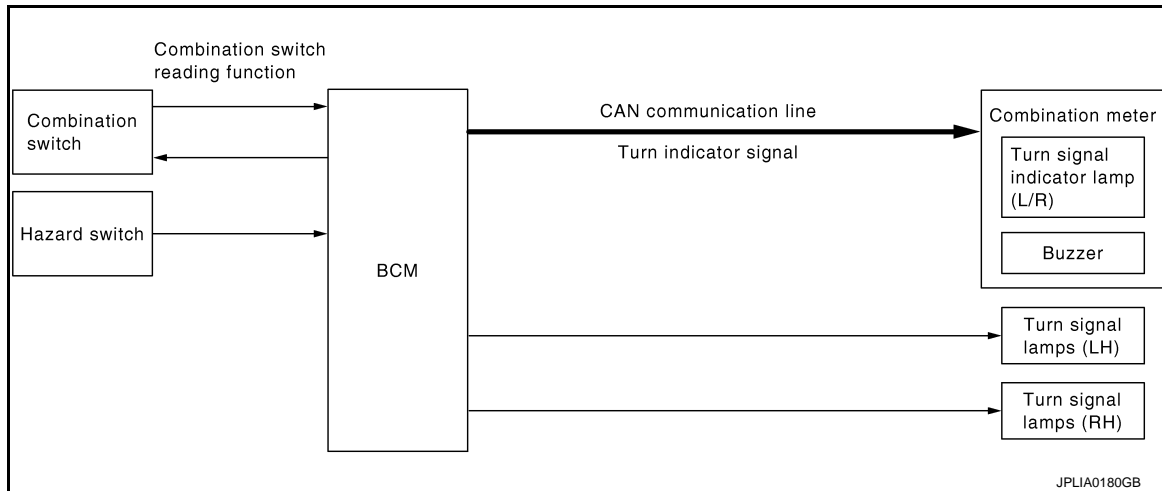 Combination switch
reading function
Combination
switch
Hazard switch
BCM
CAN communication line
Turn indicator signal
Combination meter
Turn signal
indicator lamp
(L/R)
Buzzer
Turn signal
lamps (LH)
Turn signal
lamps (RH)
JPLIA0180GB